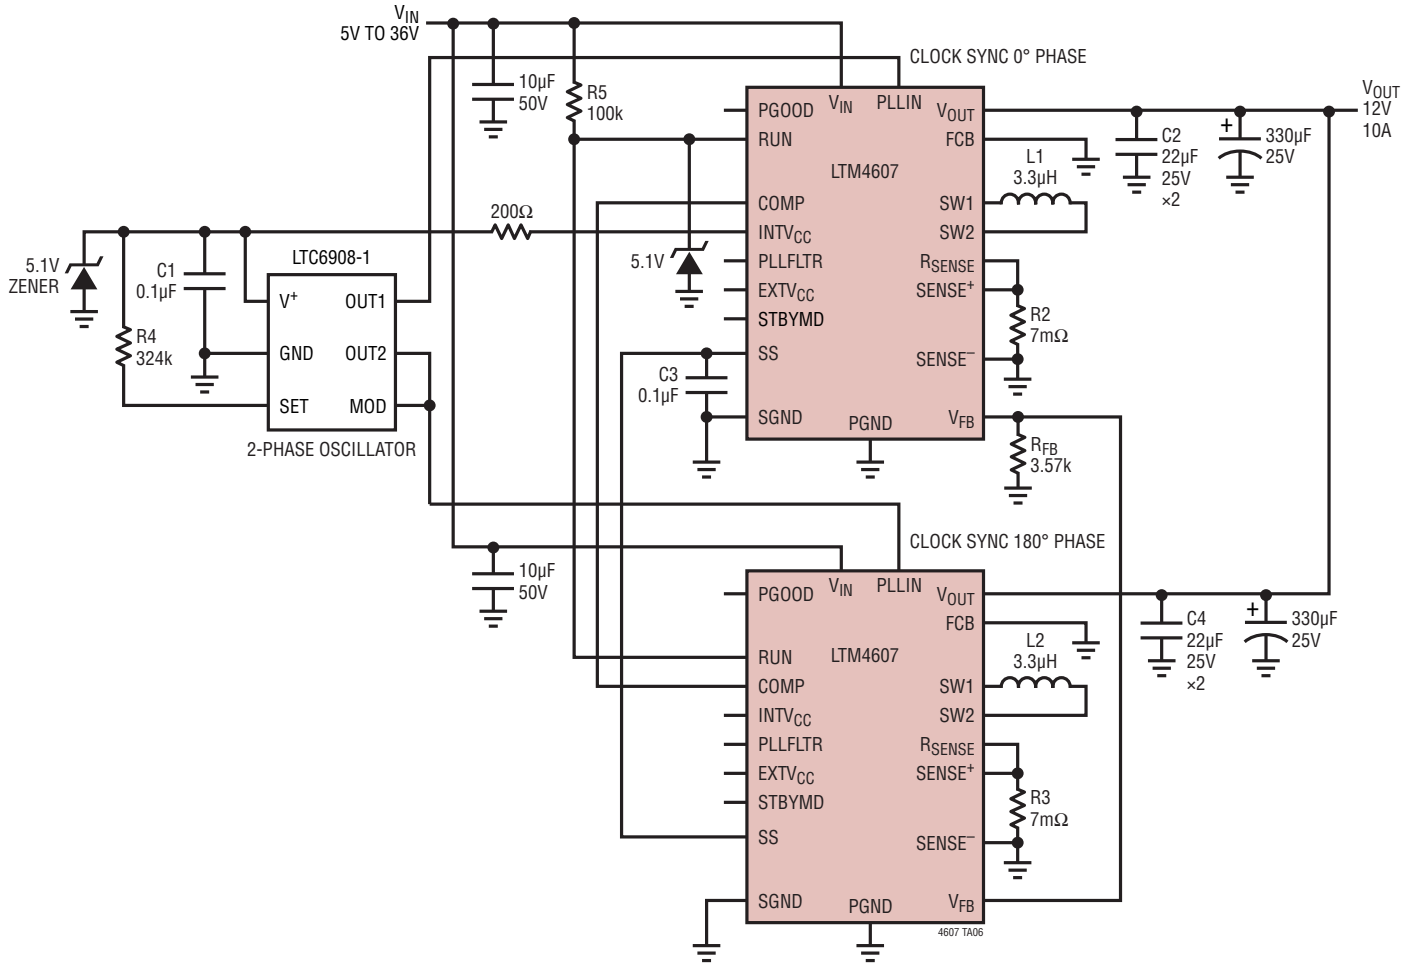 VIN
5V TO 36V
10µF
50V
R5
100k
CLOCK SYNC 0° PHASE
VOUT
12V
10A
PGOOD
VIN
PLLIN
VOUT
RUN
FCB
LTM4607
C2
22µF
25V
×2
+
330µF
25V
L1
3.3µH
COMP
SW1
200Ω
INTVCC
SW2
5.1V
ZENER
C1
0.1µF
LTC6908-1
5.1V
PLLFLTR
RSENSE
EXTVCC
SENSE+
V+
OUT1
STBYMD
R2
7mΩ
R4
324k
GND
OUT2
SS
SENSE–
C3
0.1µF
SET
MOD
SGND
PGND
VFB
2-PHASE OSCILLATOR
RFB
3.57k
CLOCK SYNC 180° PHASE
10µF
50V
PGOOD
VIN
PLLIN
VOUT
FCB
C4
22µF
25V
×2
+
330µF
25V
RUN
LTM4607
L2
3.3µH
COMP
SW1
INTVCC
SW2
PLLFLTR
RSENSE
EXTVCC
SENSE+
STBYMD
R3
7mΩ
SS
SENSE–
SGND
PGND
VFB
4607 TA06